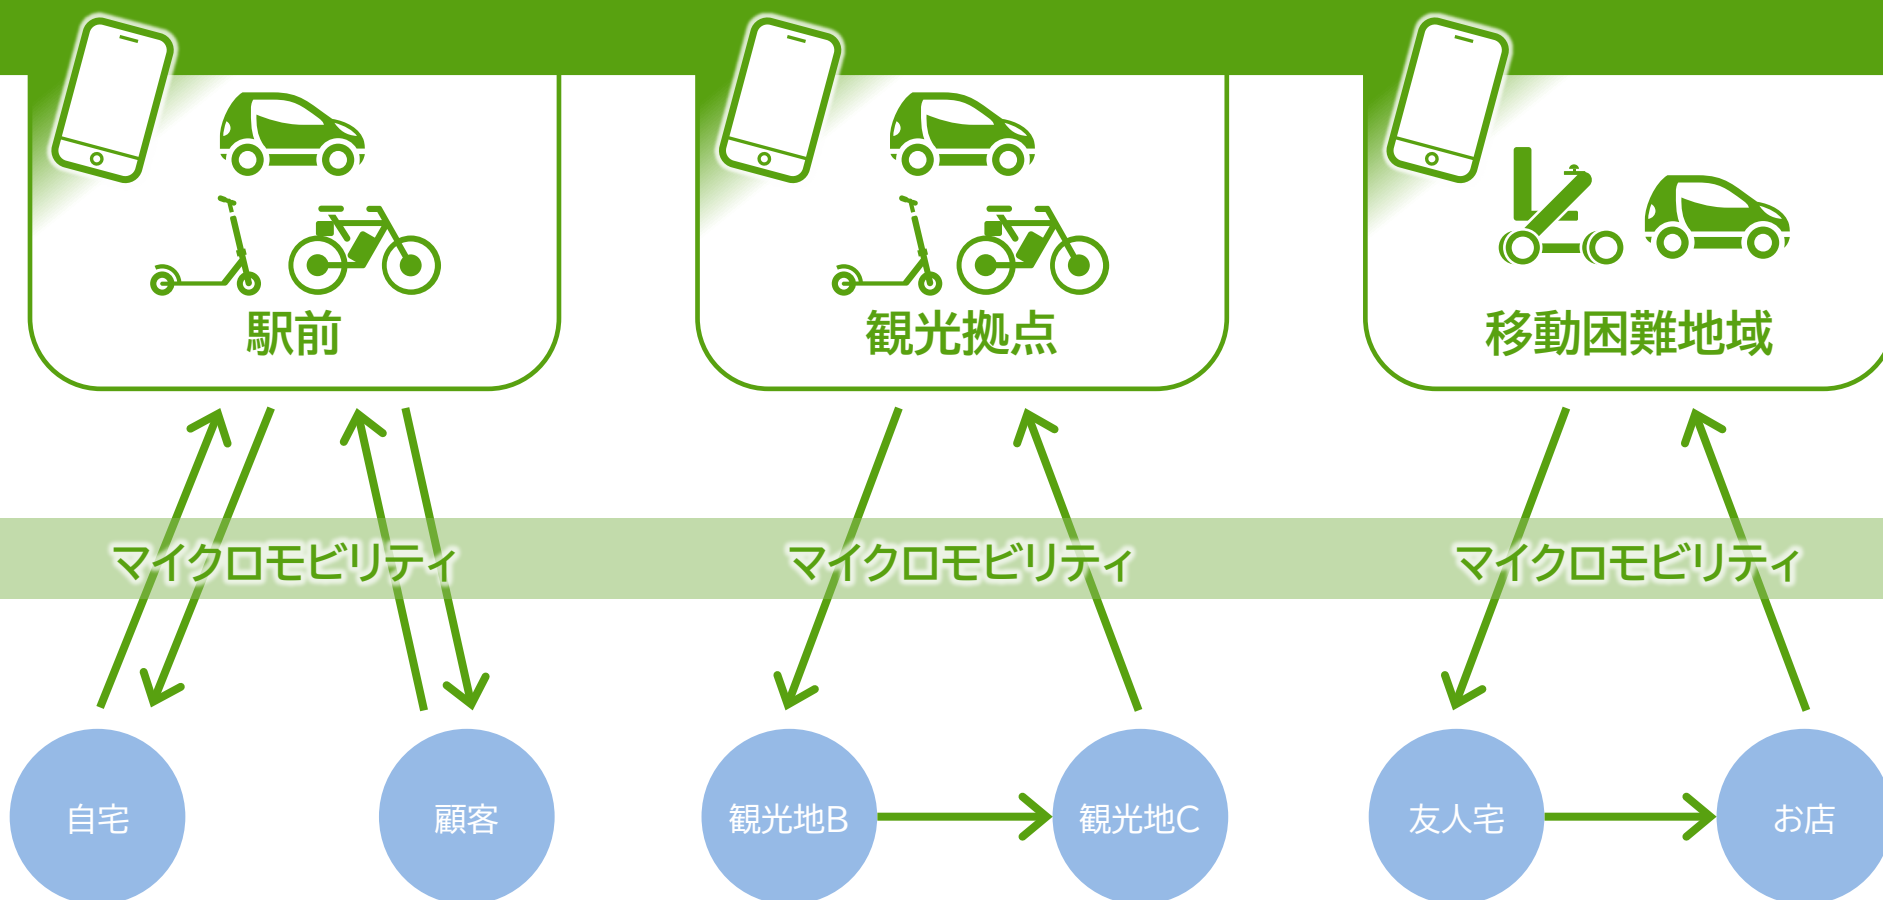 駅前
観光拠点
移動困難地域
マイクロモビリティ
マイクロモビリティ
マイクロモビリティ
自宅
顧客
観光地B
観光地C
友人宅
お店